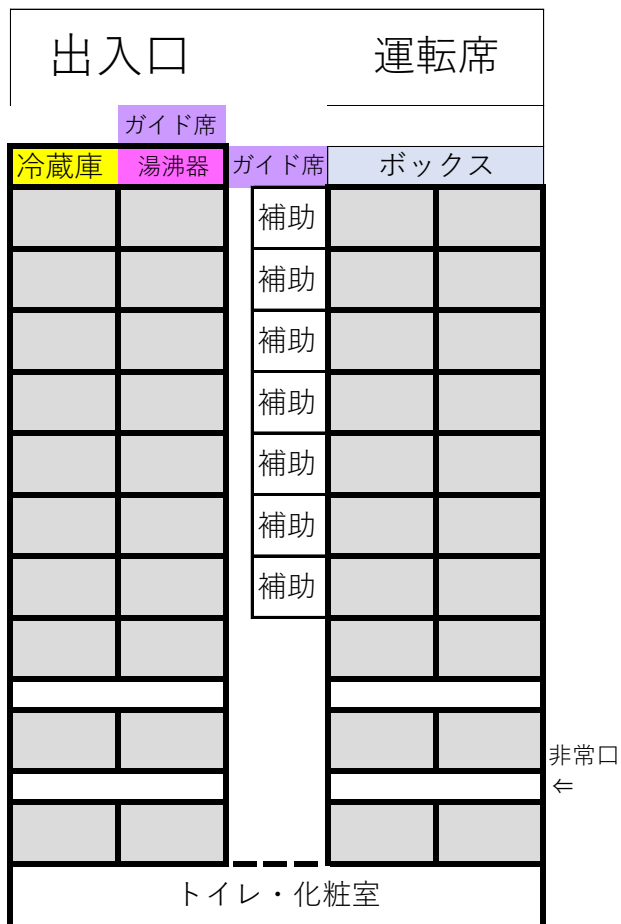 出入口
運転席
ガイド席
冷蔵庫
湯沸器
ガイド席
ボックス
補助
補助
補助
補助
補助
補助
補助
非常口
⇐
トイレ・化粧室